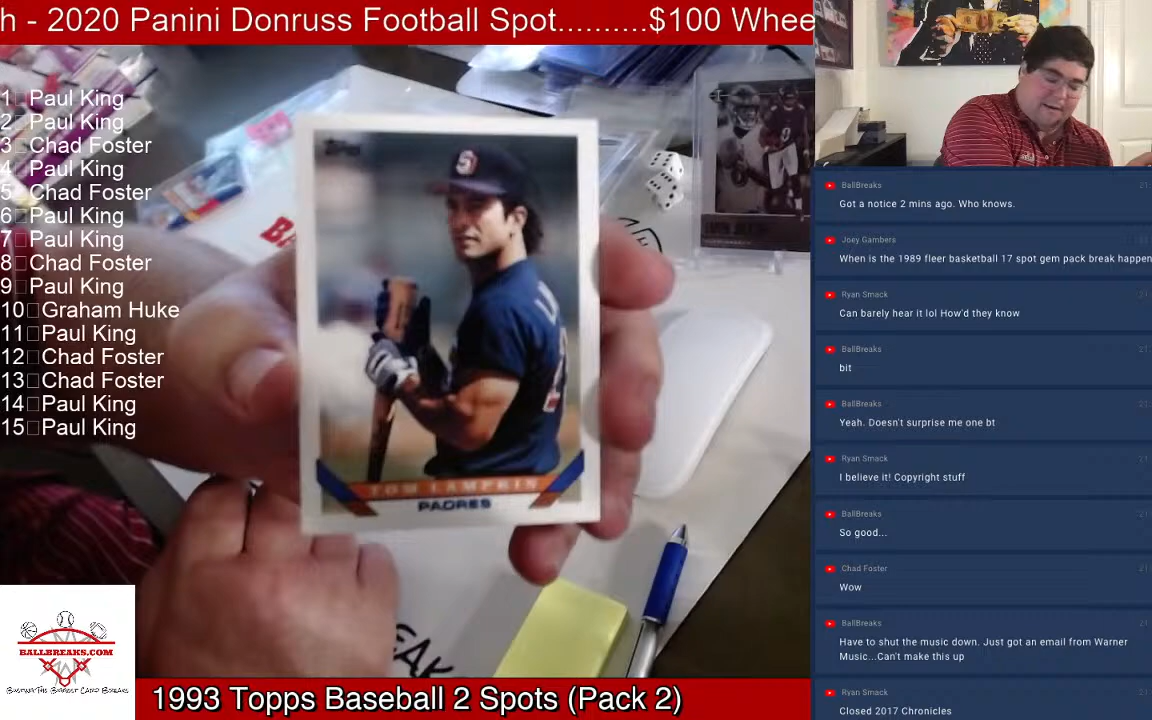 h - 2020 Panini Donruss Football Spot..........$100 Whee
1 Paul King
2 Paul King
3 Chad Foster
4 Paul King
5 Chad Foster
6 Paul King
7 Paul King
8 Chad Foster
9 Paul King
10 Graham Huke
11 Paul King
12 Chad Foster
13 Chad Foster
14 Paul King
15 Paul King
TOM LAMPKIN
PADRES
BALLBREAKS.COM
BUSTING THE BIGGEST CARD BREAKS
1993 Topps Baseball 2 Spots (Pack 2)
BallBreaks
Got a notice 2 mins ago. Who knows.
Joey Gambers
When is the 1989 fleer basketball 17 spot gem pack break happen
Ryan Smack
Can barely hear it lol How'd they know
BallBreaks
bit
BallBreaks
Yeah. Doesn't surprise me one bt
Ryan Smack
I believe it! Copyright stuff
BallBreaks
So good...
Chad Foster
Wow
BallBreaks
Have to shut the music down. Just got an email from Warner
Music...Can't make this up
Ryan Smack
Closed 2017 Chronicles